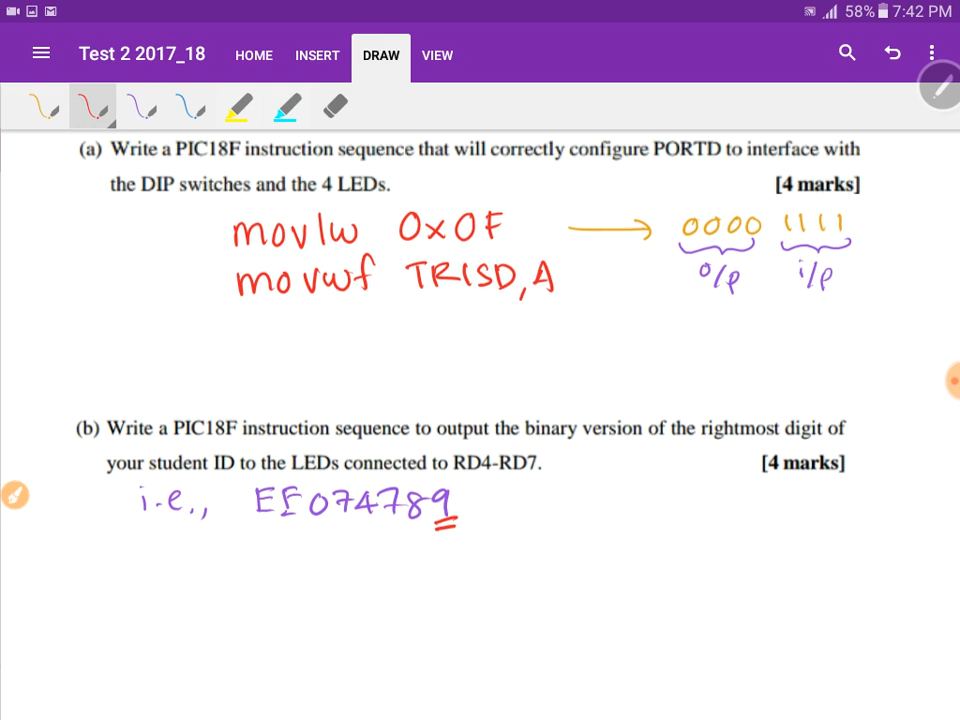 58% 7:42 PM
Test 2 2017_18 HOME INSERT DRAW VIEW
(a) Write a PIC18F instruction sequence that will correctly configure PORTD to interface with
the DIP switches and the 4 LEDs. [4 marks]
movlw 0x0F → 0000 1111
movwf TRISD, A o/p i/p
(b) Write a PIC18F instruction sequence to output the binary version of the rightmost digit of
your student ID to the LEDs connected to RD4-RD7. [4 marks]
i.e., EE074789